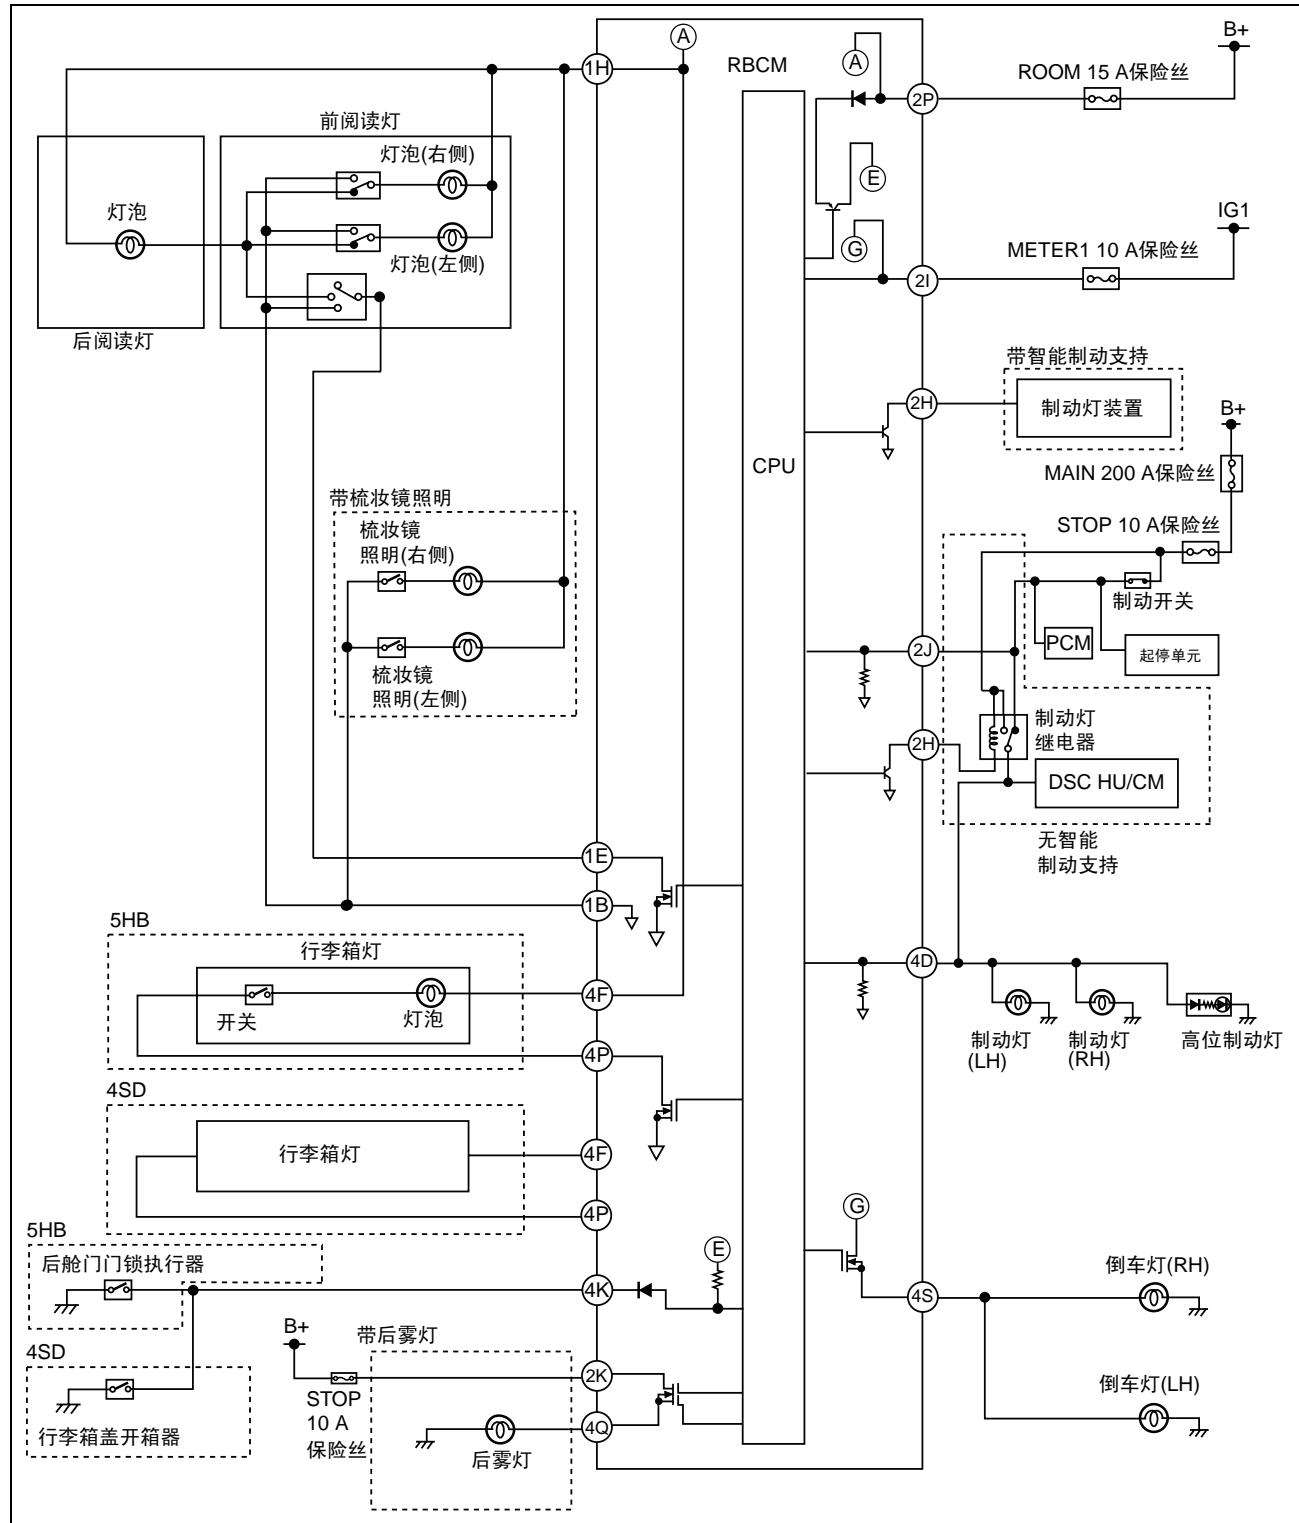 A
B+
1H
RBCM
A
ROOM 15 A保险丝
2P
前阅读灯
灯泡(右侧)
E
灯泡
IG1
G
METER1 10 A保险丝
灯泡(左侧)
2I
后阅读灯
带智能制动支持
2H
制动灯装置
B+
CPU
MAIN 200 A保险丝
带梳妆镜照明
梳妆镜
照明(右侧)
STOP 10 A保险丝
制动开关
2J
PCM
起停单元
梳妆镜
照明(左侧)
制动灯
继电器
2H
DSC HU/CM
无智能
制动支持
1E
1B
5HB
行李箱灯
4D
开关
灯泡
4F
制动灯
(LH)
制动灯
(RH)
高位制动灯
4P
4SD
行李箱灯
4F
4P
G
5HB
后舱门门锁执行器
E
倒车灯(RH)
4K
4S
B+
带后雾灯
4SD
2K
倒车灯(LH)
STOP
10 A
保险丝
4Q
行李箱盖开箱器
后雾灯